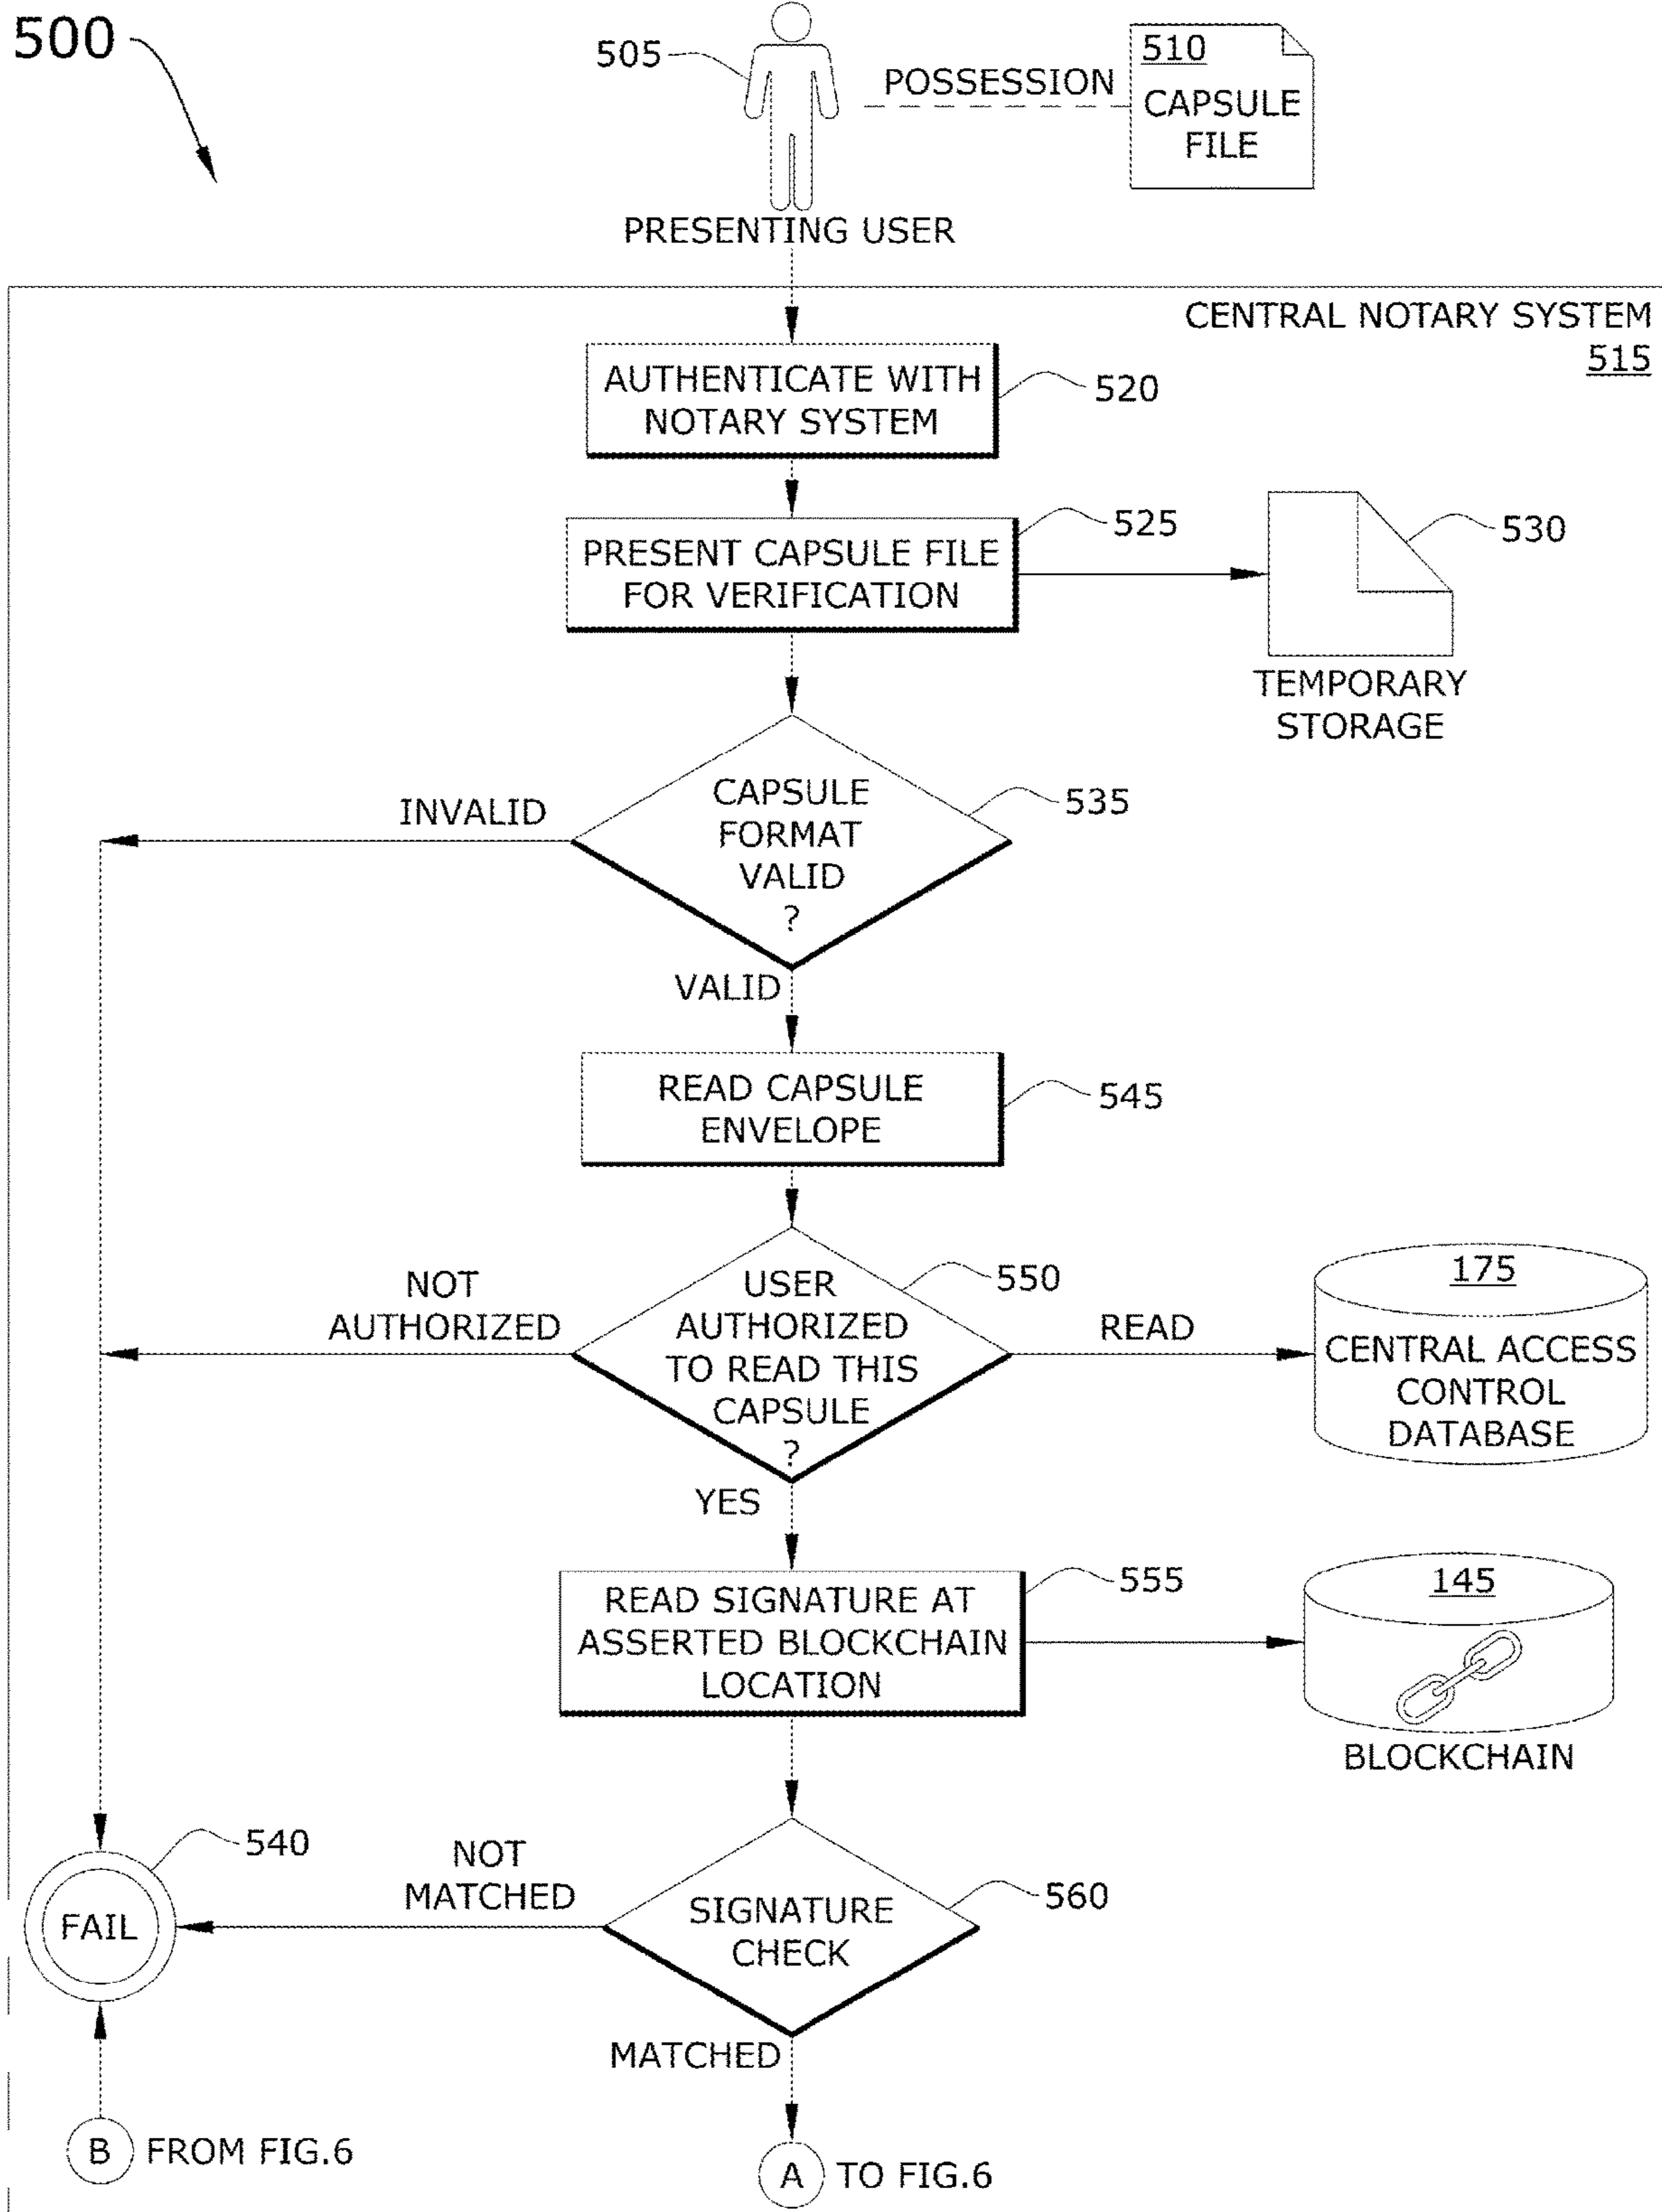 500
505
POSSESSION
510
CAPSULE
FILE
PRESENTING USER
CENTRAL NOTARY SYSTEM
515
AUTHENTICATE WITH
NOTARY SYSTEM
520
PRESENT CAPSULE FILE
FOR VERIFICATION
525
530
TEMPORARY
STORAGE
CAPSULE
FORMAT
VALID
?
535
INVALID
VALID
READ CAPSULE
ENVELOPE
545
USER
AUTHORIZED
TO READ THIS
CAPSULE
?
550
NOT
AUTHORIZED
READ
175
CENTRAL ACCESS
CONTROL
DATABASE
YES
READ SIGNATURE AT
ASSERTED BLOCKCHAIN
LOCATION
555
145
BLOCKCHAIN
540
FAIL
NOT
MATCHED
SIGNATURE
CHECK
560
MATCHED
B FROM FIG.6
A TO FIG.6